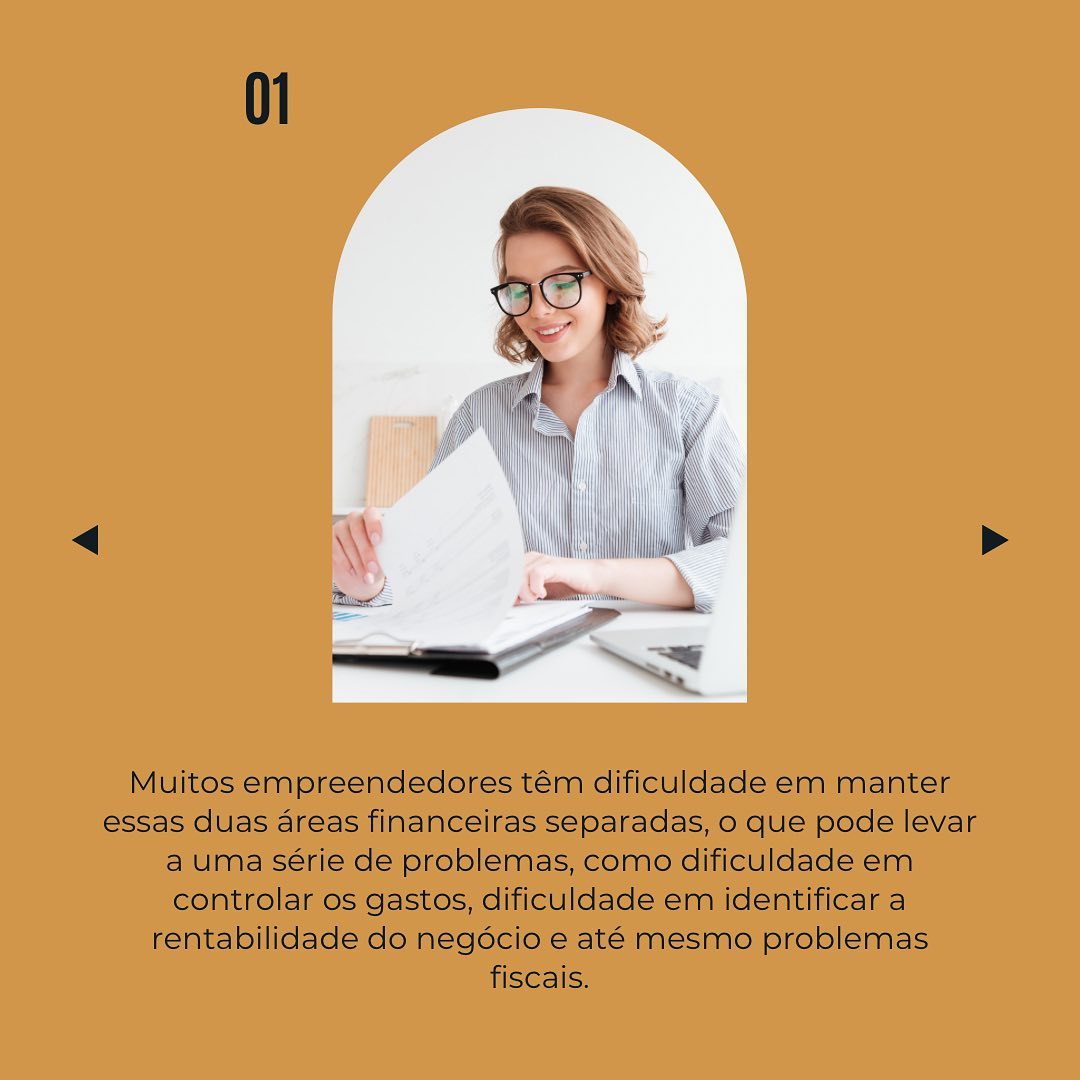 01
Muitos empreendedores têm dificuldade em manter
essas duas áreas financeiras separadas, o que pode levar
a uma série de problemas, como dificuldade em
controlar os gastos, dificuldade em identificar a
rentabilidade do negócio e até mesmo problemas
fiscais.